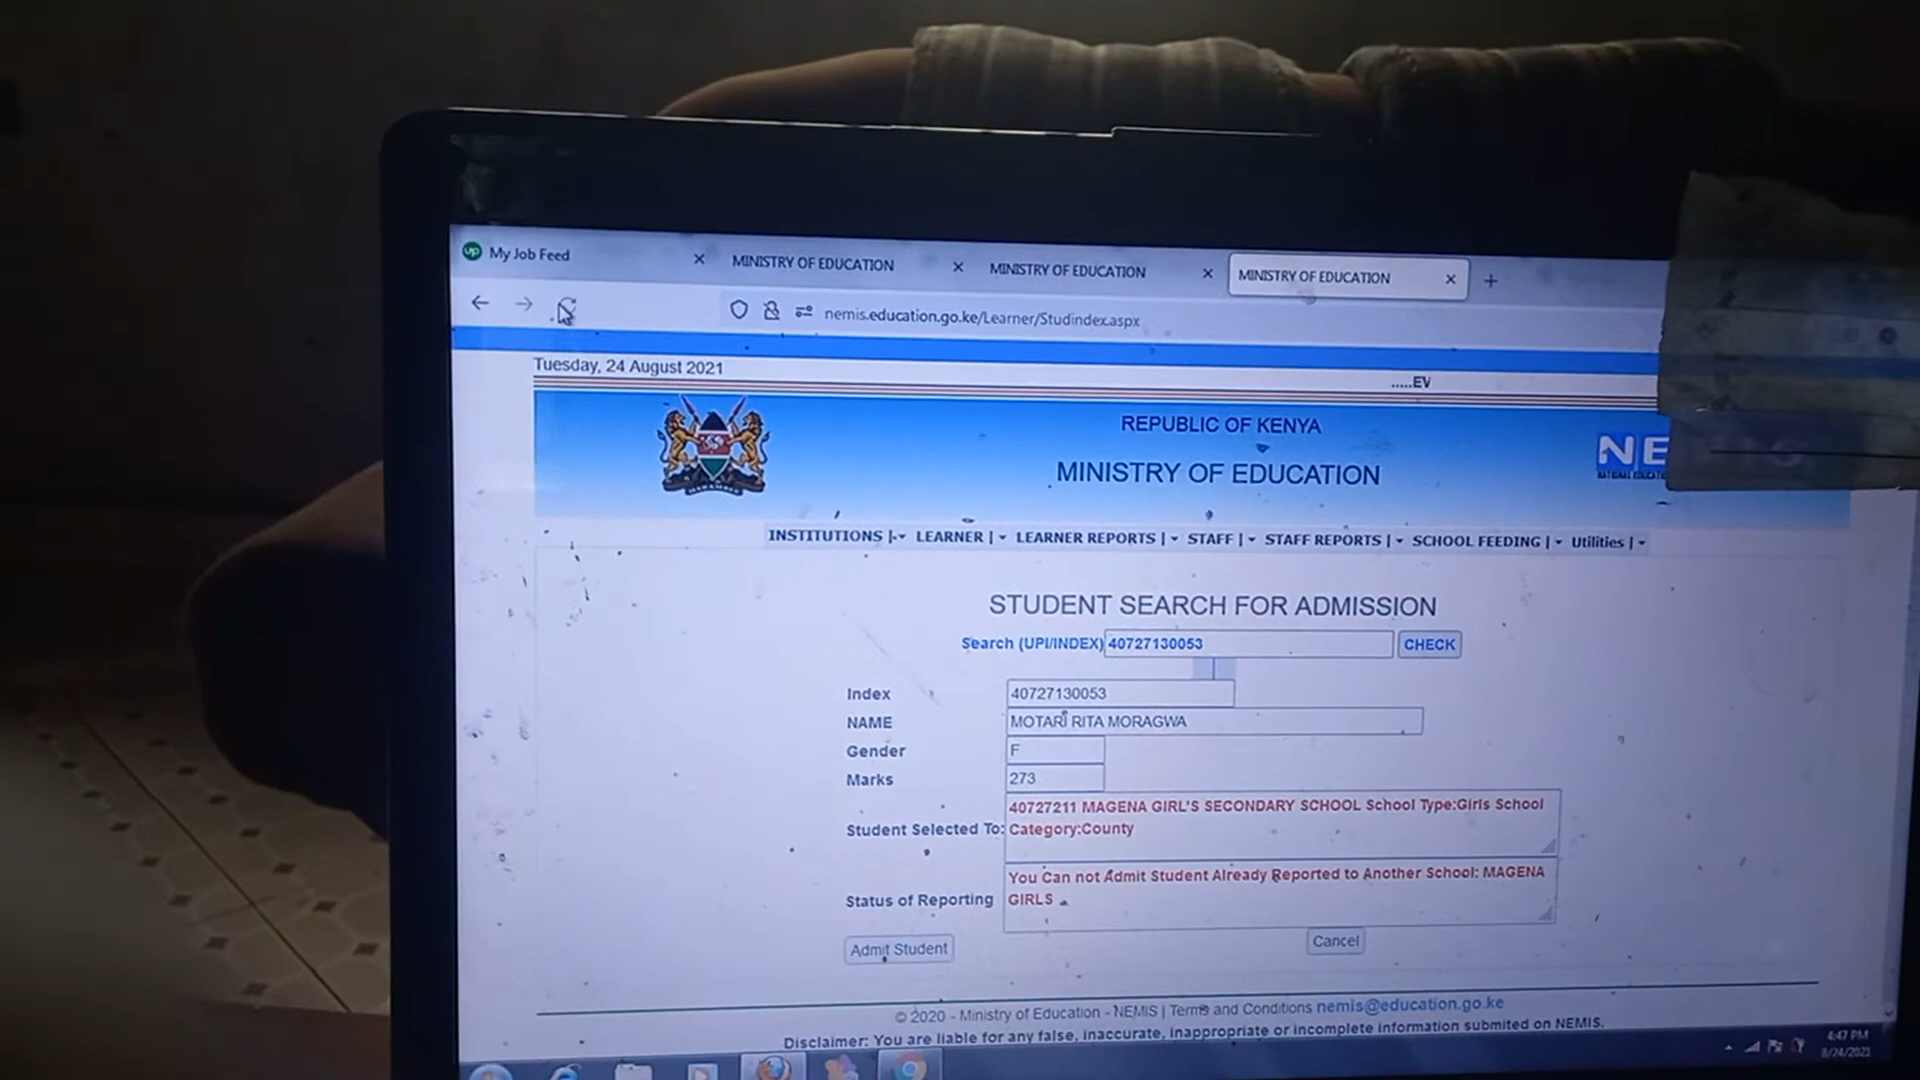 My Job Feed
MINISTRY OF EDUCATION
MINISTRY OF EDUCATION
MINISTRY OF EDUCATION
nemis.education.go.ke/Learner/Studindex.aspx
Tuesday, 24 August 2021
.....EV
REPUBLIC OF KENYA
MINISTRY OF EDUCATION
NE
INSTITUTIONS | LEARNER | LEARNER REPORTS | STAFF | STAFF REPORTS | SCHOOL FEEDING | Utilities |
STUDENT SEARCH FOR ADMISSION
Search (UPI/INDEX) 40727130053 CHECK
Index 40727130053
NAME MOTARI RITA MORAGWA
Gender F
Marks 273
Student Selected To: 40727211 MAGENA GIRL'S SECONDARY SCHOOL School Type:Girls School
Category:County
Status of Reporting You Can not Admit Student Already Reported to Another School: MAGENA
GIRLS
Admit Student Cancel
© 2020 - Ministry of Education - NEMIS | Terms and Conditions nemis@education.go.ke
Disclaimer: You are liable for any false, inaccurate, inappropriate or incomplete information submited on NEMIS.
4:47 PM
8/24/2021